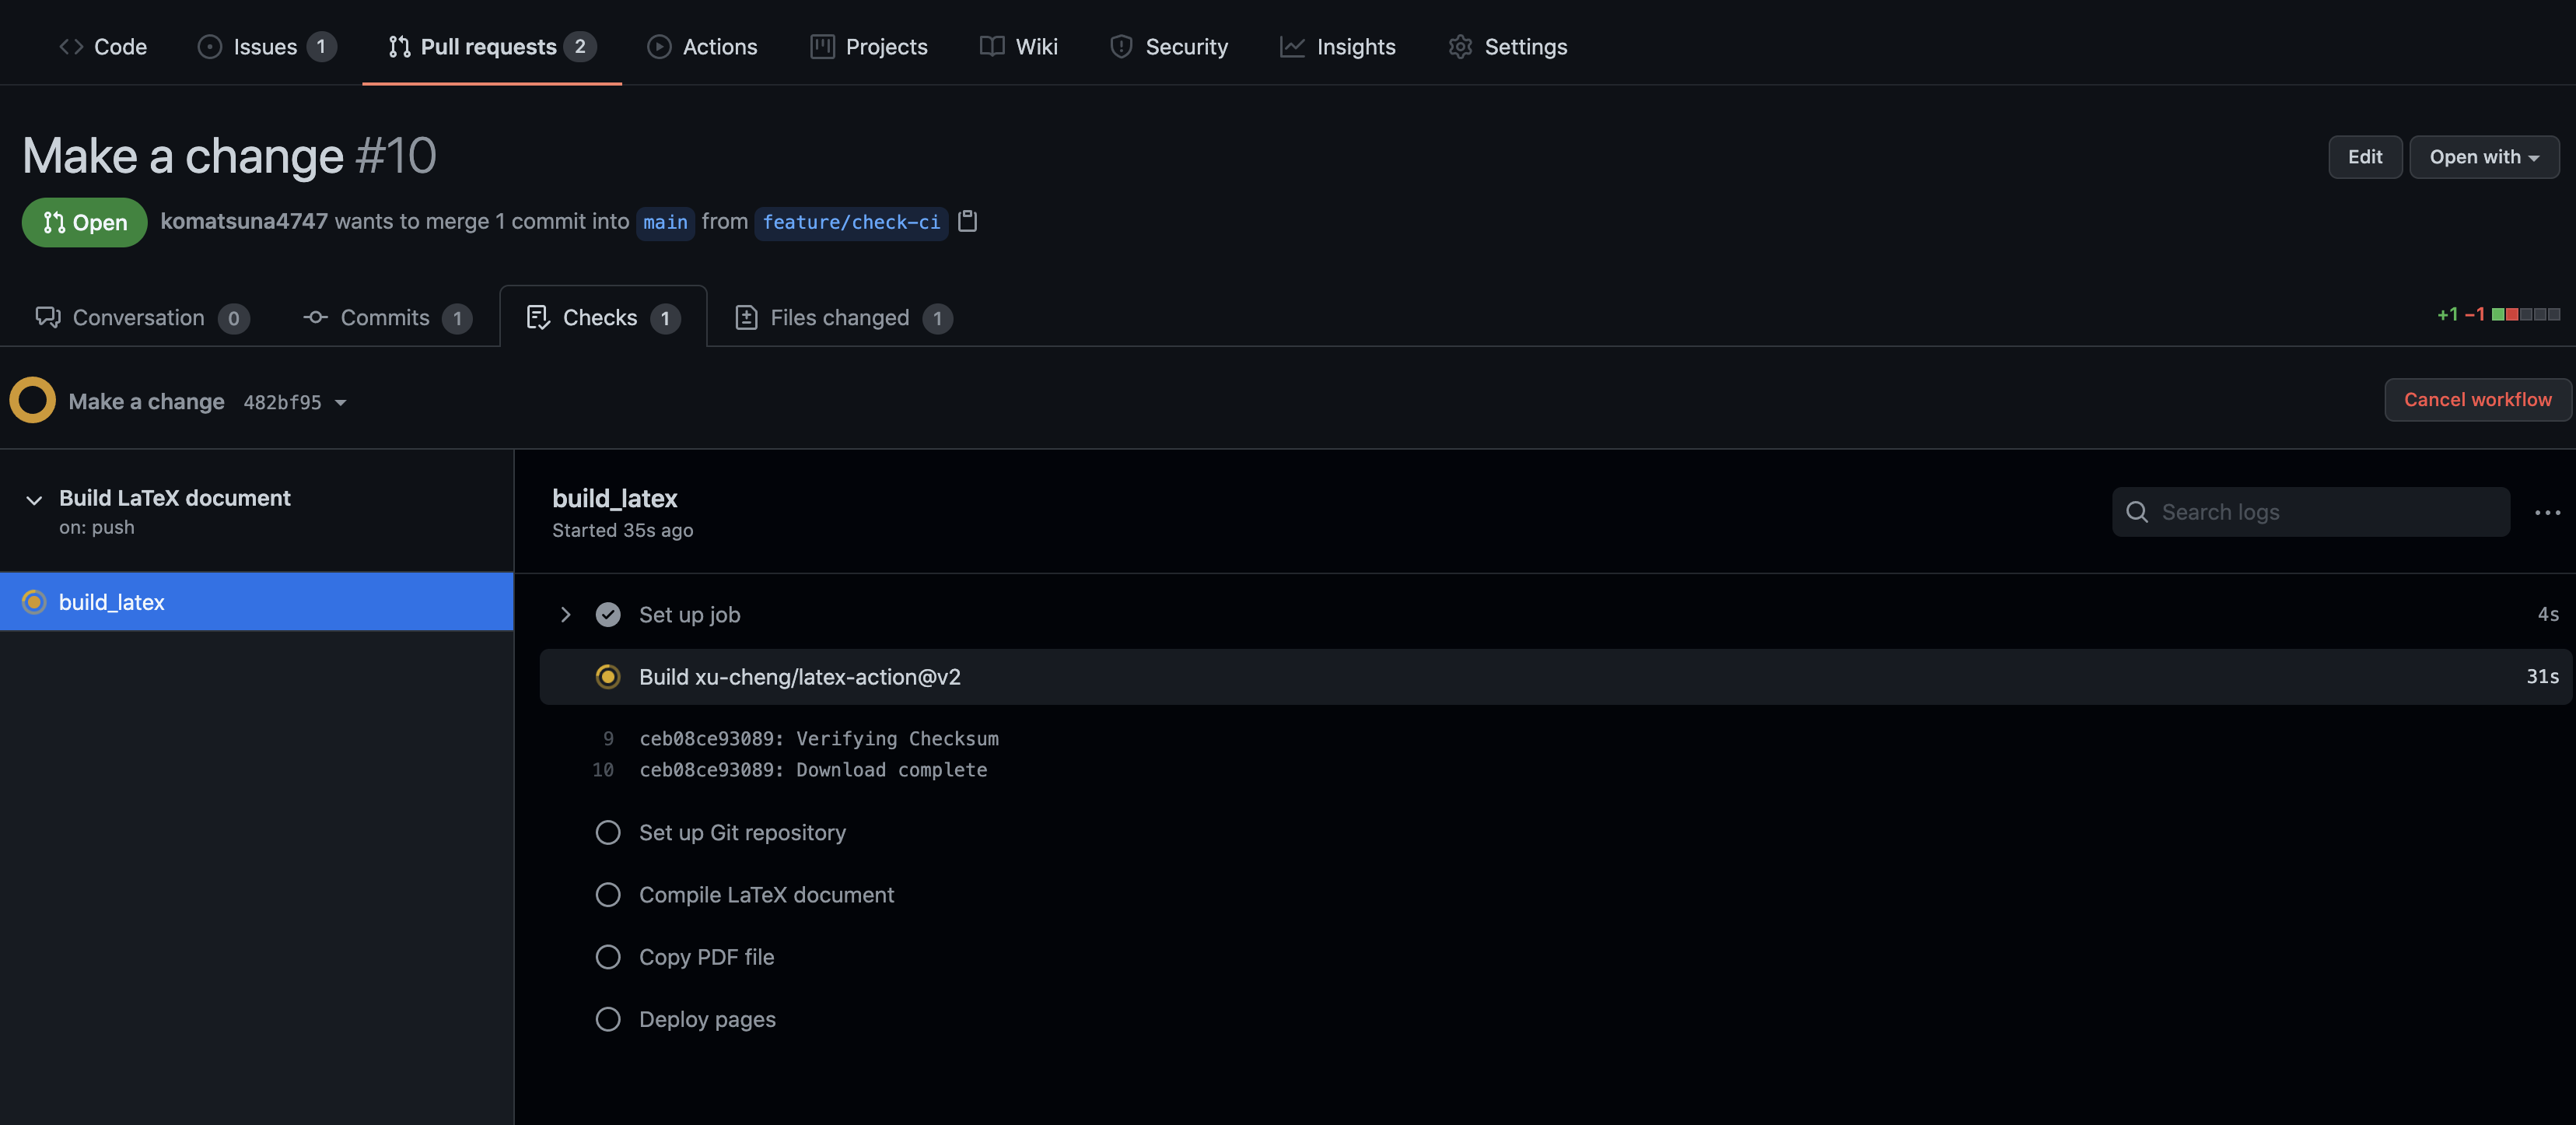 Code Issues 1 Pull requests 2 Actions Projects Wiki Security Insights Settings
Make a change #10
Edit Open with
Open komatsuna4747 wants to merge 1 commit into main from feature/check-ci
Conversation 0 Commits 1 Checks 1 Files changed 1
+1 −1
Make a change 482bf95
Cancel workflow
Build LaTeX document
on: push
build_latex
build_latex
Started 35s ago
Search logs
Set up job 4s
Build xu-cheng/latex-action@v2 31s
9 ceb08ce93089: Verifying Checksum
10 ceb08ce93089: Download complete
Set up Git repository
Compile LaTeX document
Copy PDF file
Deploy pages